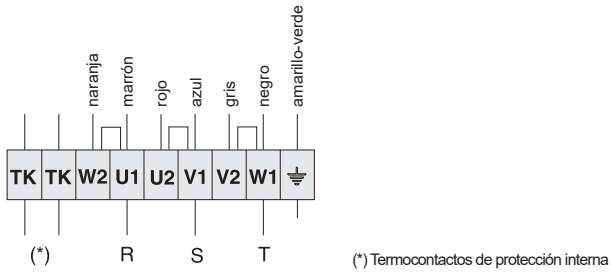 naranja
marrón
rojo
azul
gris
negro
amarillo-verde
TK TK W2 U1 U2 V1 V2 W1
(*) R S T
(*) Termocontactos de protección interna